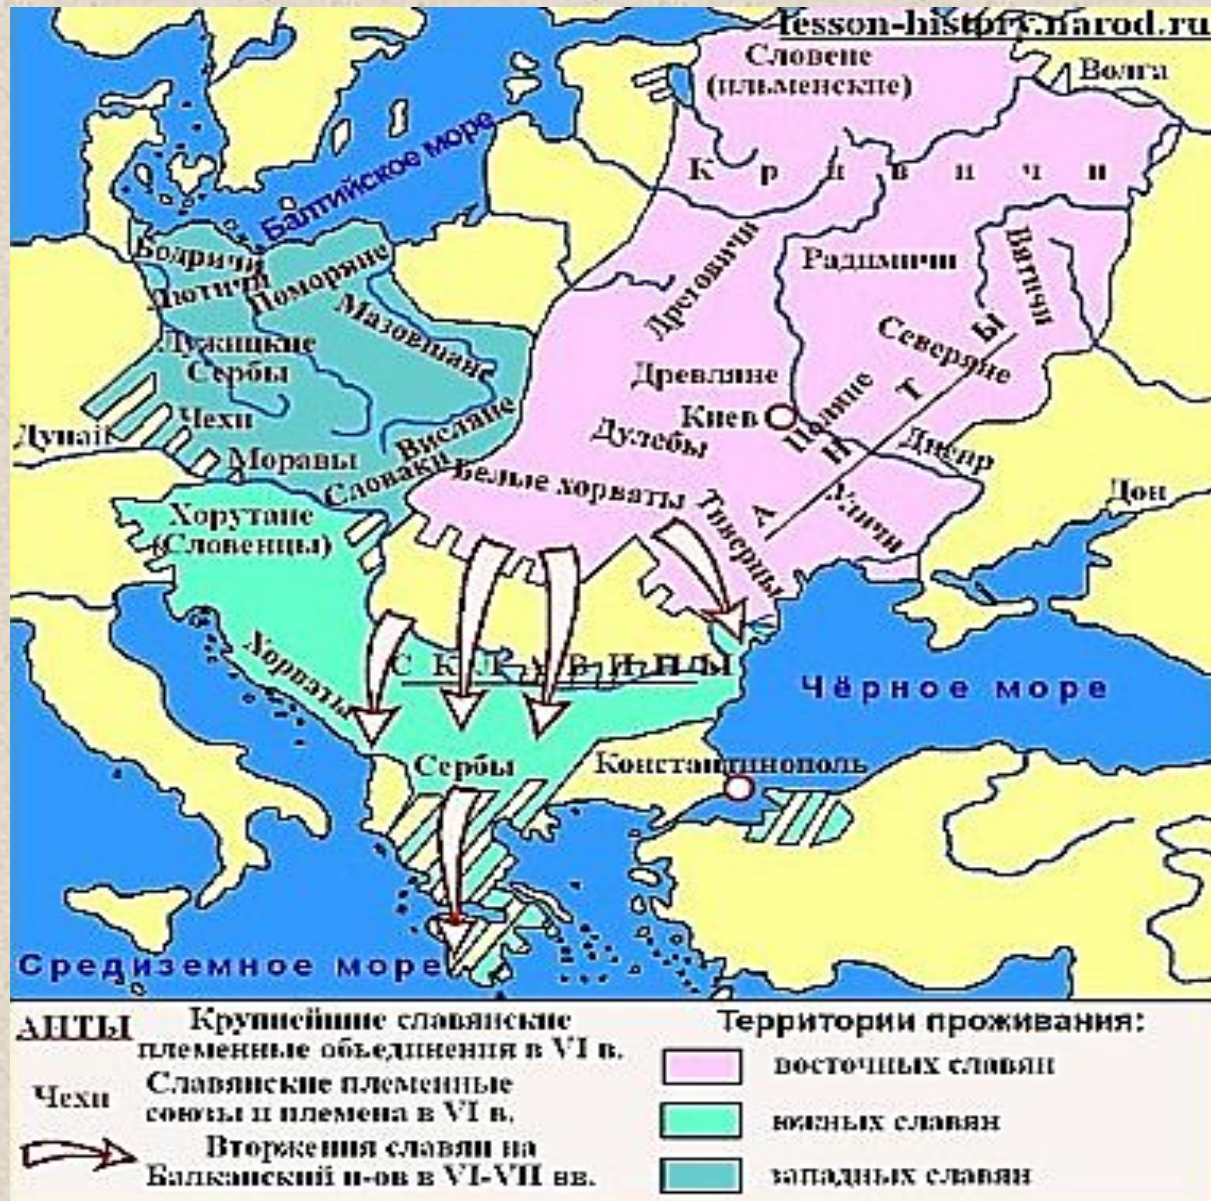 lesson-history.narod.ru
Словене
(ильменские)
Волга
Балтийское море
Кривичи
Бодричи
Лютичи
Поморяне
Мазовшане
Дреговичи
Радимичи
Вятичи
Лужицкие
Сербы
Северяне
Древляне
Чехи
Киев
Поляне
Дулебы
Дунай
Висляне
Днепр
Моравы
Словаки
Белые хорваты
Дон
Хорутане
(Словенцы)
Тиверцы
АНТЫ
Уличи
Хорваты
СКЛАВИНЫ
Чёрное море
Сербы
Константинополь
Средиземное море
АНТЫ
Крупнейшие славянские
племенные объединения в VI в.
Чехи
Славянские племенные
союзы и племена в VI в.
Вторжения славян на
Балканский п-ов в VI-VII вв.
Территории проживания:
восточных славян
южных славян
западных славян